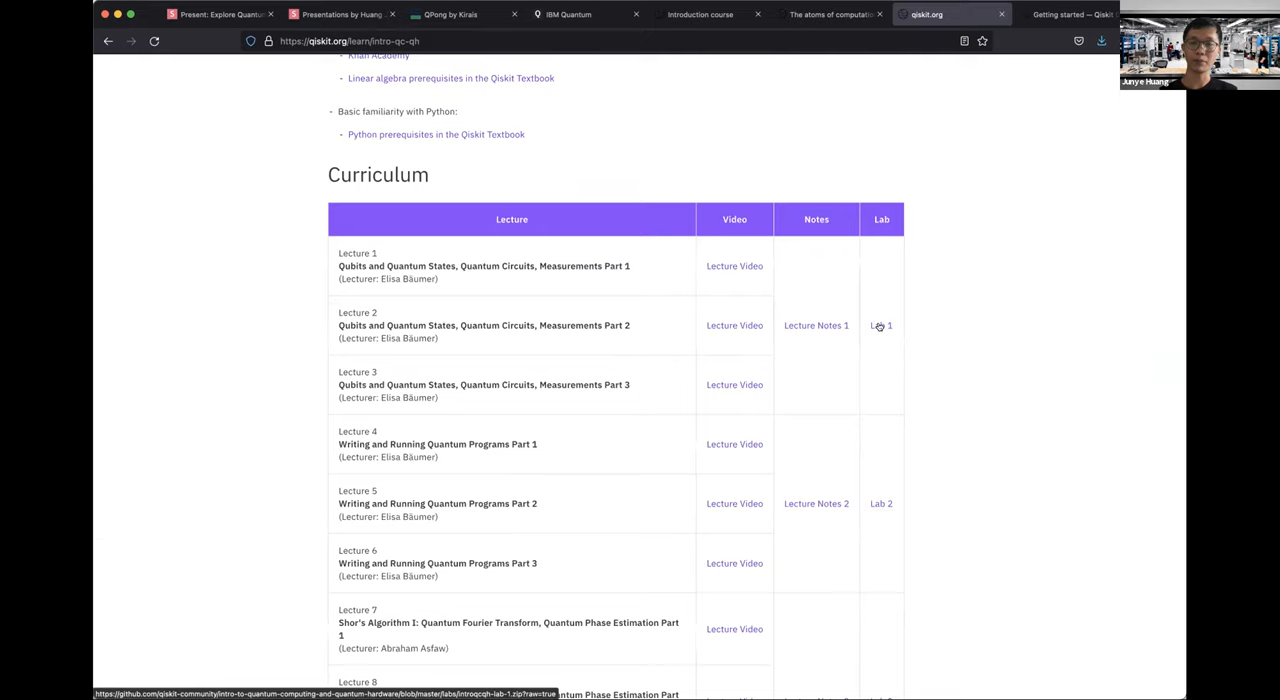 Present: Explore Quantum
Presentations by Huang
QPong by Kirais
IBM Quantum
Introduction course
The atoms of computatio
qiskit.org
Getting started — Qiskit
https://qiskit.org/learn/intro-qc-qh
Junye Huang
- Khan Academy
- Linear algebra prerequisites in the Qiskit Textbook
- Basic familiarity with Python:
- Python prerequisites in the Qiskit Textbook
Curriculum
Lecture Video Notes Lab
Lecture 1
Qubits and Quantum States, Quantum Circuits, Measurements Part 1 Lecture Video
(Lecturer: Elisa Bäumer)
Lecture 2
Qubits and Quantum States, Quantum Circuits, Measurements Part 2 Lecture Video Lecture Notes 1 Lab 1
(Lecturer: Elisa Bäumer)
Lecture 3
Qubits and Quantum States, Quantum Circuits, Measurements Part 3 Lecture Video
(Lecturer: Elisa Bäumer)
Lecture 4
Writing and Running Quantum Programs Part 1 Lecture Video
(Lecturer: Elisa Bäumer)
Lecture 5
Writing and Running Quantum Programs Part 2 Lecture Video Lecture Notes 2 Lab 2
(Lecturer: Elisa Bäumer)
Lecture 6
Writing and Running Quantum Programs Part 3 Lecture Video
(Lecturer: Elisa Bäumer)
Lecture 7
Shor's Algorithm I: Quantum Fourier Transform, Quantum Phase Estimation Part Lecture Video
1
(Lecturer: Abraham Asfaw)
Lecture 8
antum Fourier Transform, Quantum Phase Estimation Part
https://github.com/qiskit-community/intro-to-quantum-computing-and-quantum-hardware/blob/master/labs/introqcqh-lab-1.zip?raw=true